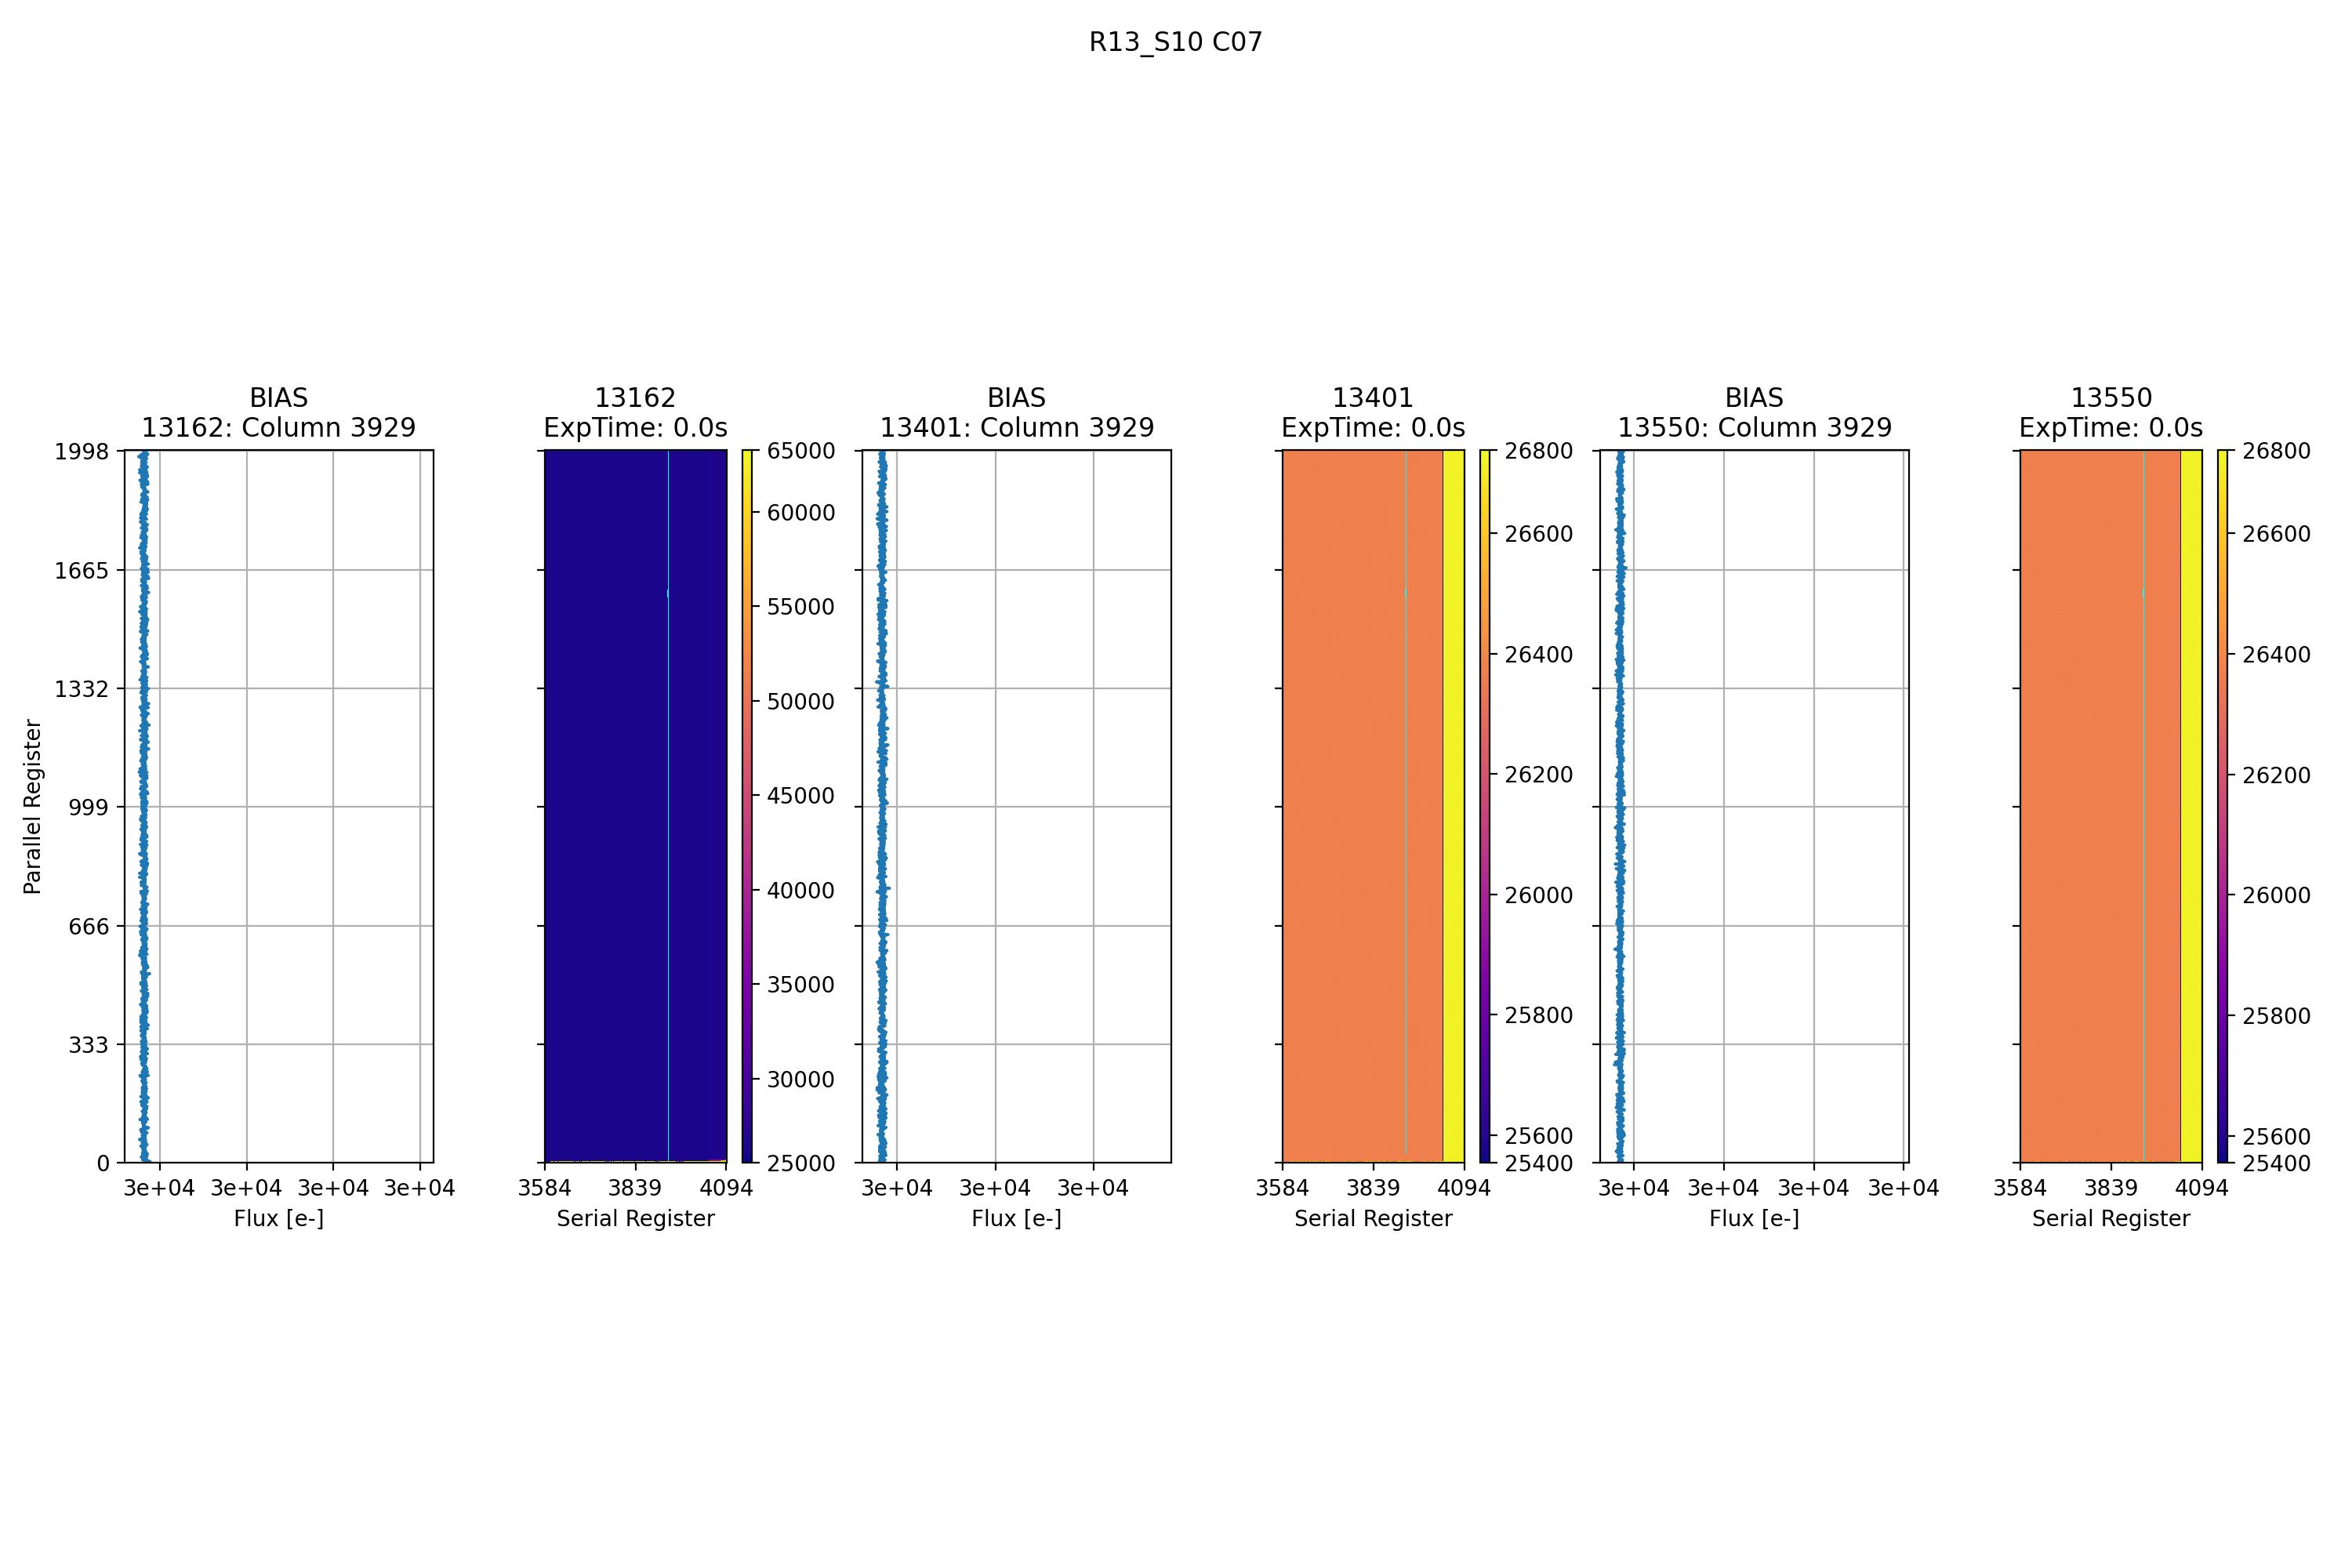 R13_S10 C07
BIAS
13162: Column 3929
1998
1665
1332
999
666
333
0
Parallel Register
3e+04 3e+04 3e+04 3e+04
Flux [e-]
13162
ExpTime: 0.0s
3584 3839 4094
Serial Register
65000
60000
55000
50000
45000
40000
35000
30000
25000
BIAS
13401: Column 3929
3e+04 3e+04 3e+04
Flux [e-]
13401
ExpTime: 0.0s
3584 3839 4094
Serial Register
26800
26600
26400
26200
26000
25800
25600
25400
BIAS
13550: Column 3929
3e+04 3e+04 3e+04 3e+04
Flux [e-]
13550
ExpTime: 0.0s
3584 3839 4094
Serial Register
26800
26600
26400
26200
26000
25800
25600
25400